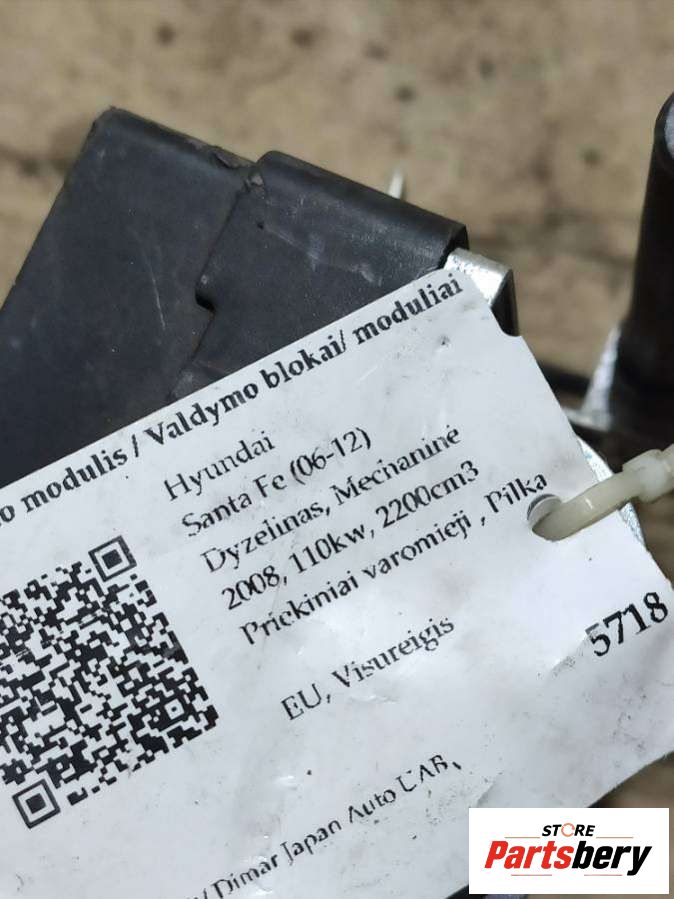 modulis / Valdymo blokai/ moduliai
Hyundai
Santa Fe (06-12)
Dyzelinas, Mechaninė
2008, 110kw, 2200cm3
Priekiniai varomieji , Pilka
EU, Visureigis
5718
Dimar Japan Auto UAB,
STORE
Partsbery